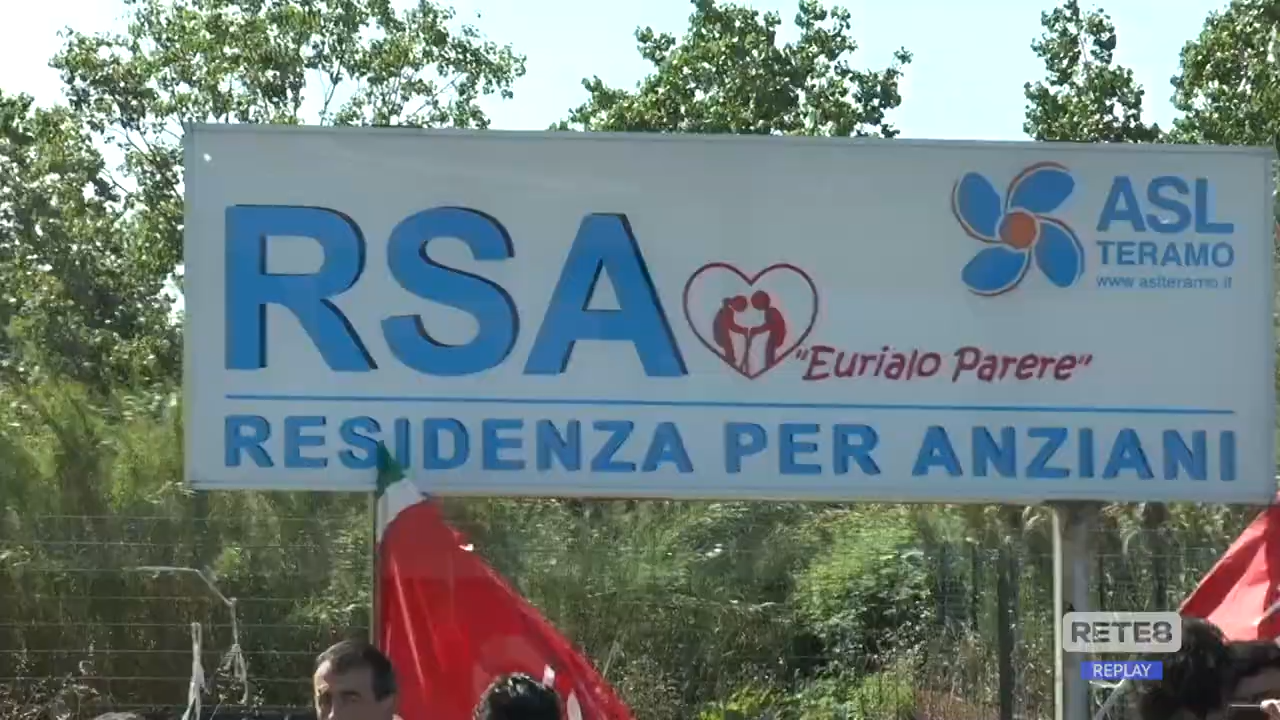 RSA
"Eurialo Parere"
ASL
TERAMO
www.aslteramo.it
RESIDENZA PER ANZIANI
RETE8
REPLAY